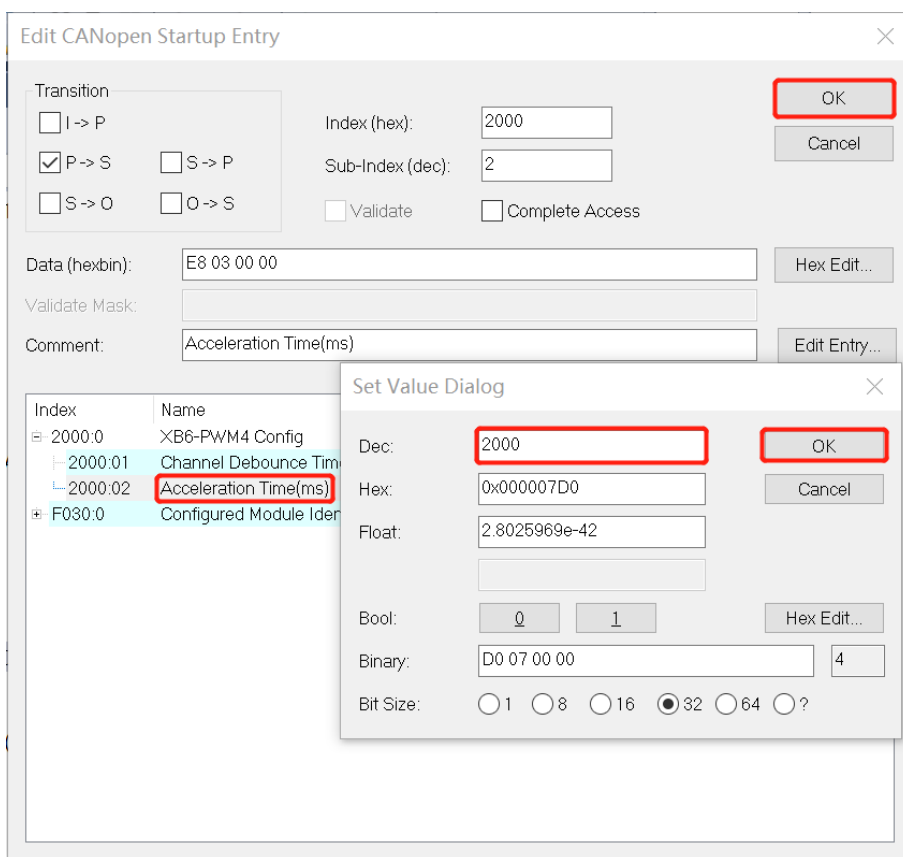 Edit CANopen Startup Entry
Transition
I -> P
P -> S
S -> P
S -> O
O -> S
Index (hex):
2000
Sub-Index (dec):
2
Validate
Complete Access
OK
Cancel
Data (hexbin):
E8 03 00 00
Hex Edit...
Validate Mask:
Comment:
Acceleration Time(ms)
Edit Entry...
Index Name
2000:0 XB6-PWM4 Config
2000:01 Channel Debounce
2000:02 Acceleration Time(ms)
F030:0 Configured Module
Set Value Dialog
Dec:
2000
OK
Hex:
0x000007D0
Cancel
Float:
2.8025969e-42
Bool:
0
1
Hex Edit...
Binary:
D0 07 00 00
4
Bit Size:
1 8 16 32 64 ?